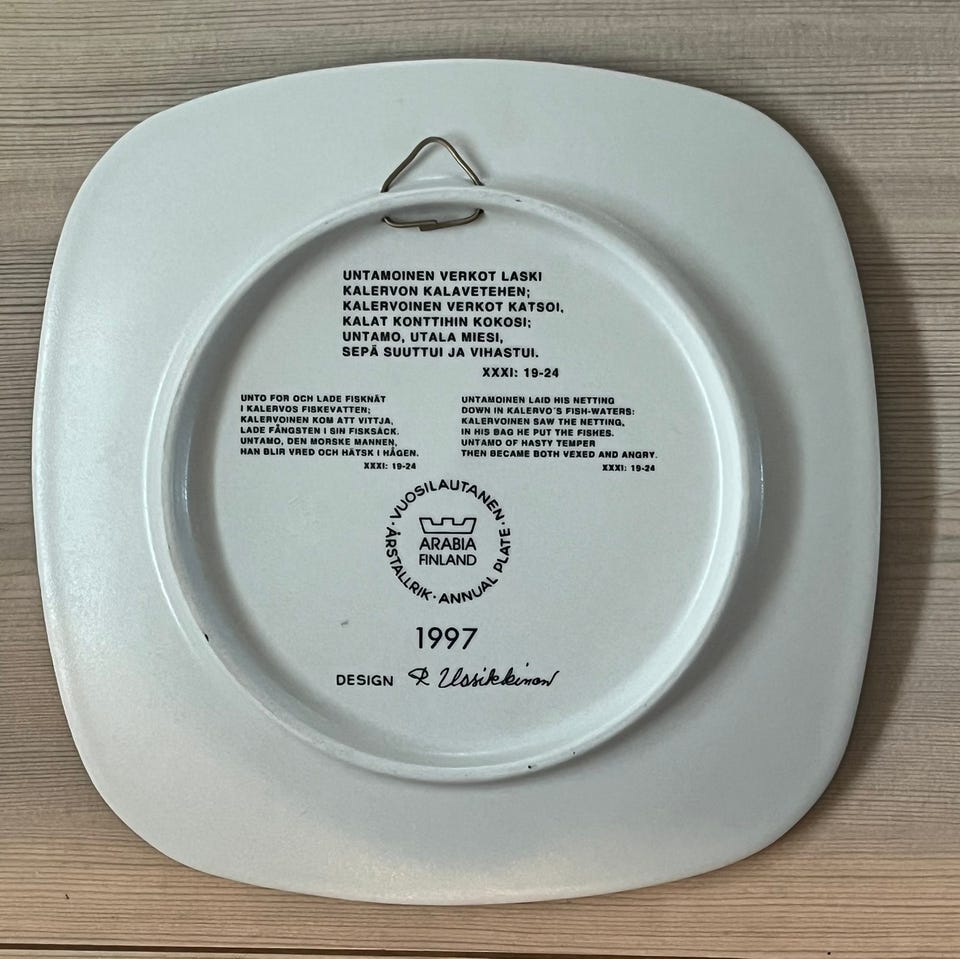 UNTAMOINEN VERKOT LASKI
KALERVON KALAVETEHEN;
KALERVOINEN VERKOT KATSOI,
KALAT KONTTIHIN KOKOSI;
UNTAMO, UTALA MIESI,
SEPÄ SUUTTUI JA VIHASTUI.
XXXI: 19-24
UNTO FOR OCH LADE FISKNÄT
I KALERVOS FISKEVATTEN;
KALERVOINEN KOM ATT VITTJA,
LADE FÅNGSTEN I SIN FISKSÄCK.
UNTAMO, DEN MORSKE MANNEN,
HAN BLIR VRED OCH HÄTSK I HÅGEN.
XXXI: 19-24
UNTAMOINEN LAID HIS NETTING
DOWN IN KALERVO´S FISH-WATERS:
KALERVOINEN SAW THE NETTING,
IN HIS BAG HE PUT THE FISHES.
UNTAMO OF HASTY TEMPER
THEN BECAME BOTH VEXED AND ANGRY.
XXXI: 19-24
·VUOSILAUTANEN·
ÅRSTALLRIK·ANNUAL PLATE
ARABIA
FINLAND
1997
DESIGN R Uosikkinen